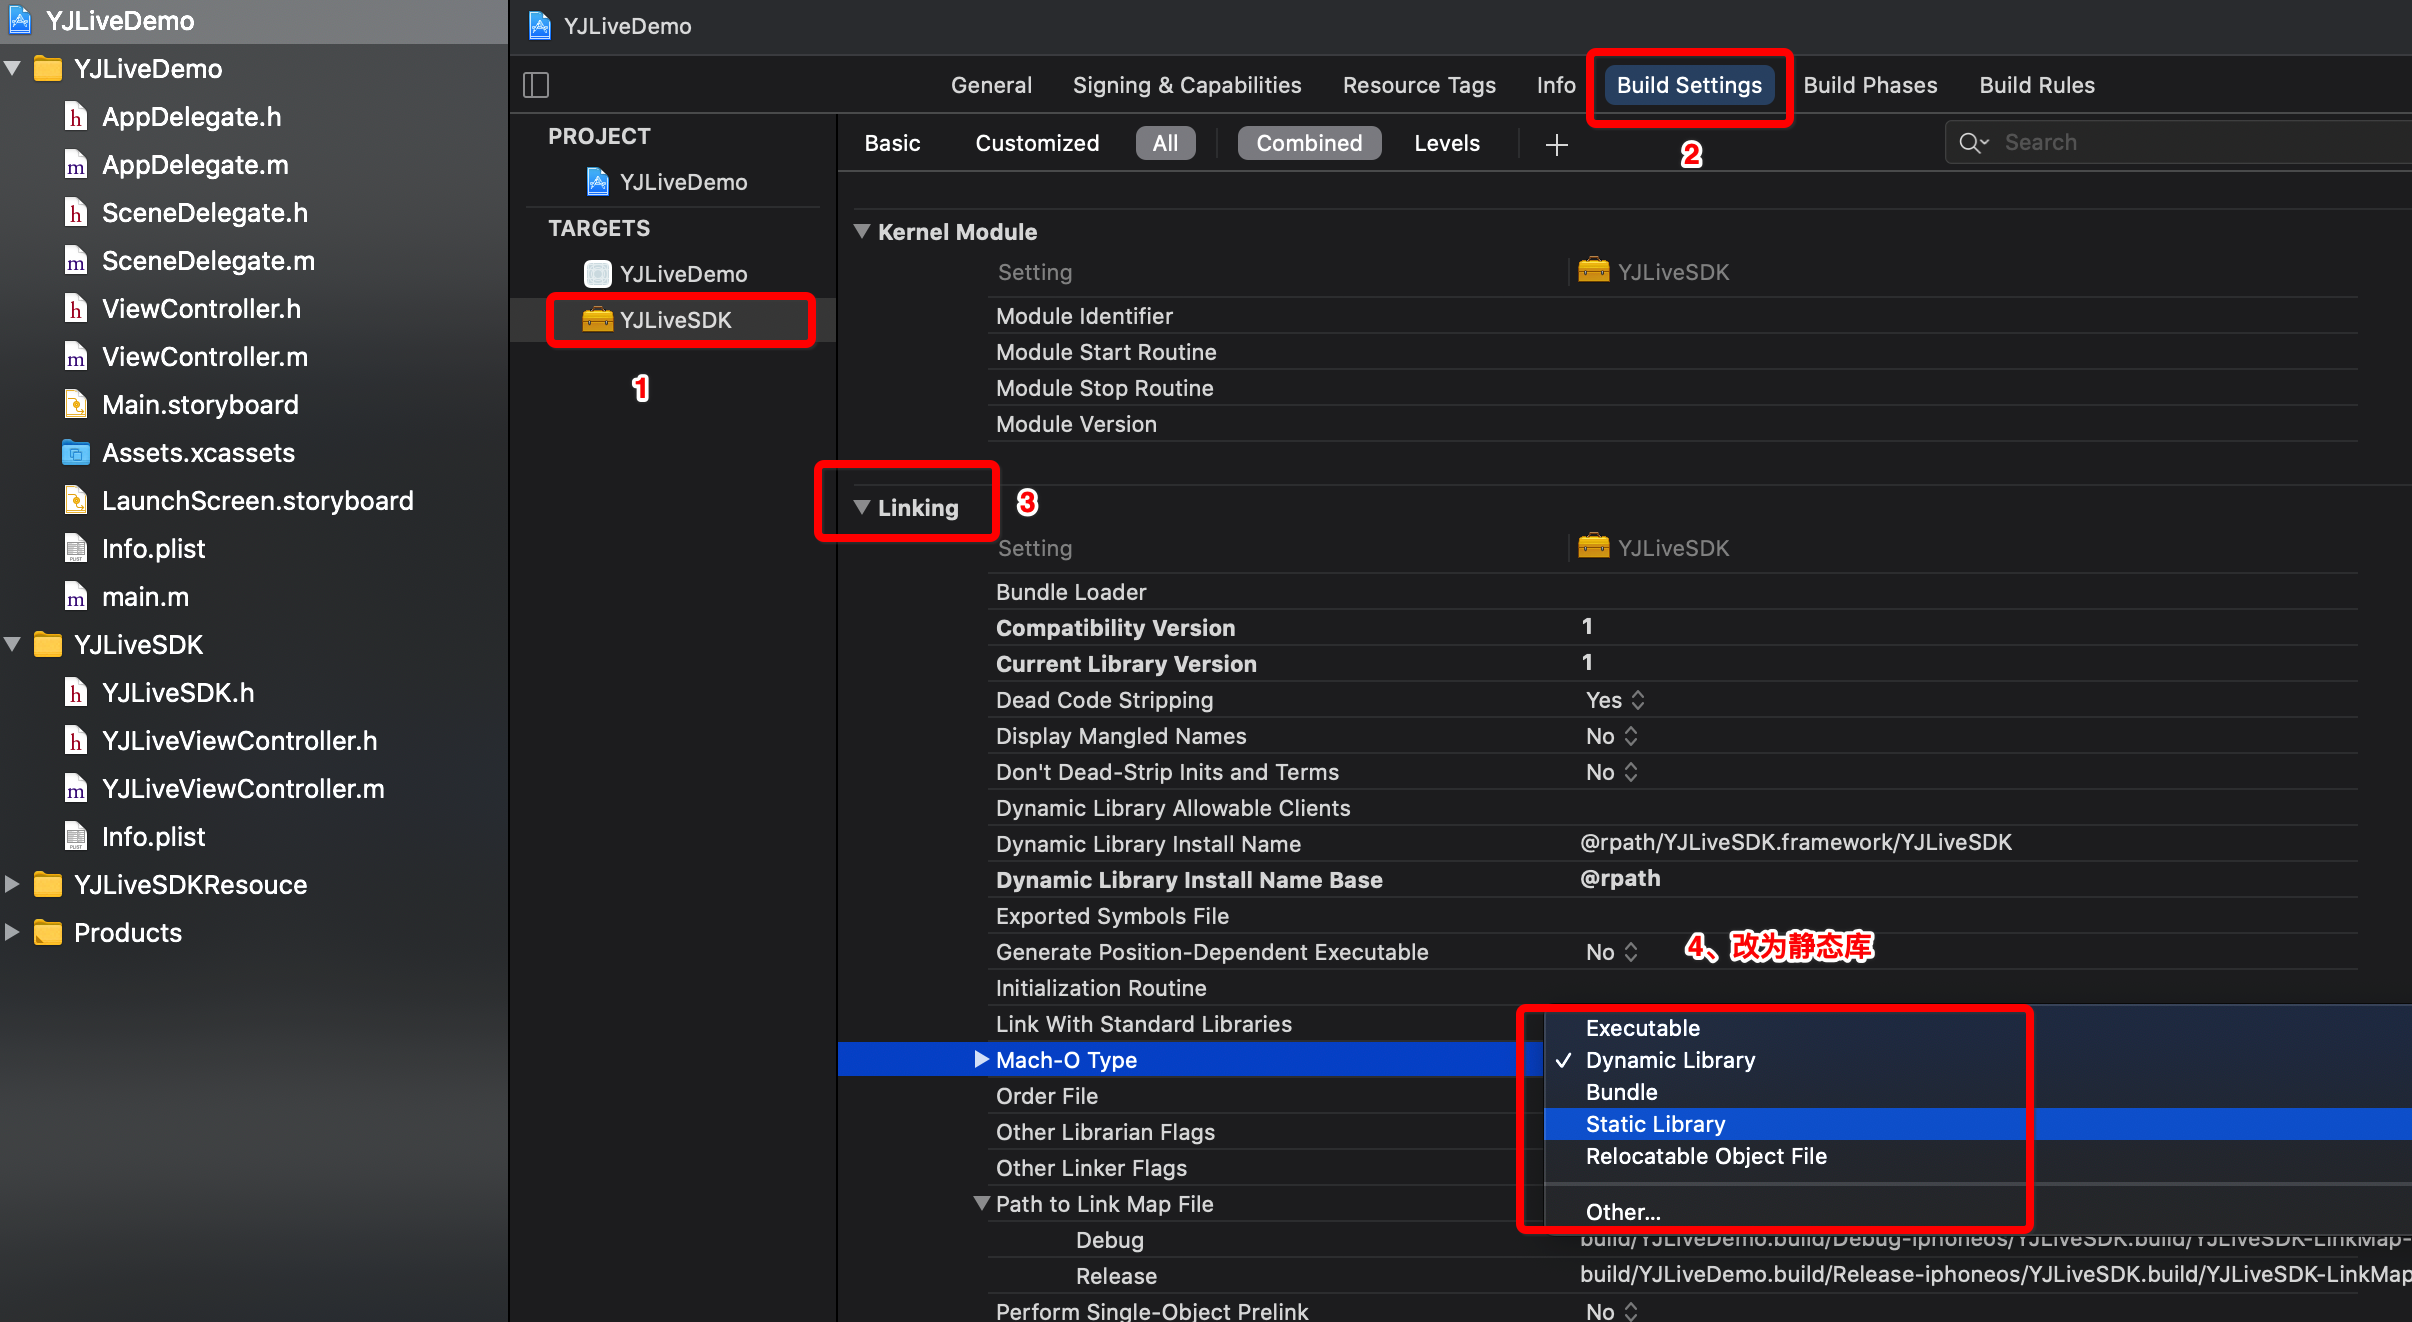 YJLiveDemo
YJLiveDemo
AppDelegate.h
AppDelegate.m
SceneDelegate.h
SceneDelegate.m
ViewController.h
ViewController.m
Main.storyboard
Assets.xcassets
LaunchScreen.storyboard
Info.plist
main.m
YJLiveSDK
YJLiveSDK.h
YJLiveViewController.h
YJLiveViewController.m
Info.plist
YJLiveSDKResouce
Products
YJLiveDemo
General Signing & Capabilities Resource Tags Info Build Settings Build Phases Build Rules
PROJECT
YJLiveDemo
TARGETS
YJLiveDemo
YJLiveSDK
1
Basic Customized All Combined Levels + Search
2
Kernel Module
Setting YJLiveSDK
Module Identifier
Module Start Routine
Module Stop Routine
Module Version
Linking 3
Setting YJLiveSDK
Bundle Loader
Compatibility Version 1
Current Library Version 1
Dead Code Stripping Yes
Display Mangled Names No
Don't Dead-Strip Inits and Terms No
Dynamic Library Allowable Clients
Dynamic Library Install Name @rpath/YJLiveSDK.framework/YJLiveSDK
Dynamic Library Install Name Base @rpath
Exported Symbols File
Generate Position-Dependent Executable No 4、改为静态库
Initialization Routine
Link With Standard Libraries
Mach-O Type
Order File
Other Librarian Flags
Other Linker Flags
Path to Link Map File
Executable
Dynamic Library
Bundle
Static Library
Relocatable Object File
Other...
Debug build/YJLiveDemo.build/Debug-iphoneos/YJLiveSDK.build/YJLiveSDK-LinkMap-
Release build/YJLiveDemo.build/Release-iphoneos/YJLiveSDK.build/YJLiveSDK-LinkMap
Perform Single-Object Prelink No